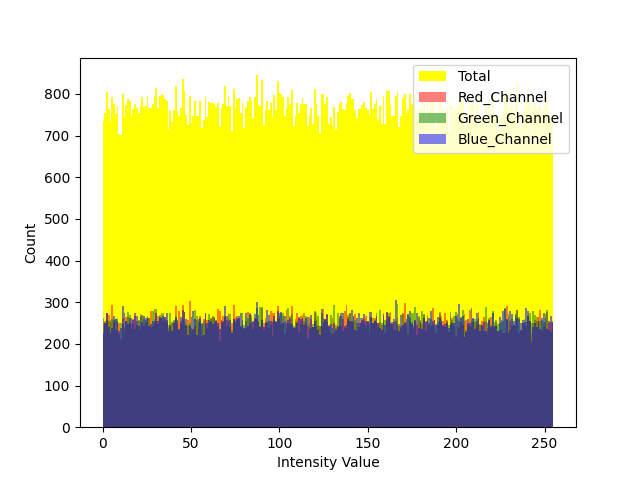 Total
Red_Channel
Green_Channel
Blue_Channel
800
700
600
500
400
300
200
100
0
Count
0 50 100 150 200 250
Intensity Value